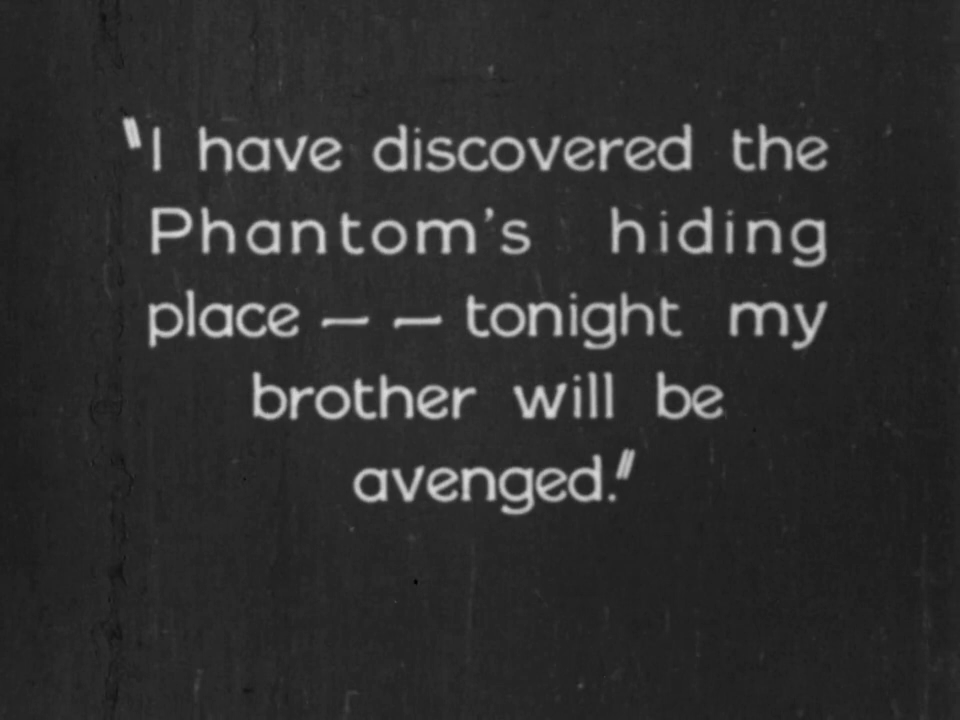 "I have discovered the
Phantom's hiding
place — — tonight my
brother will be
avenged."